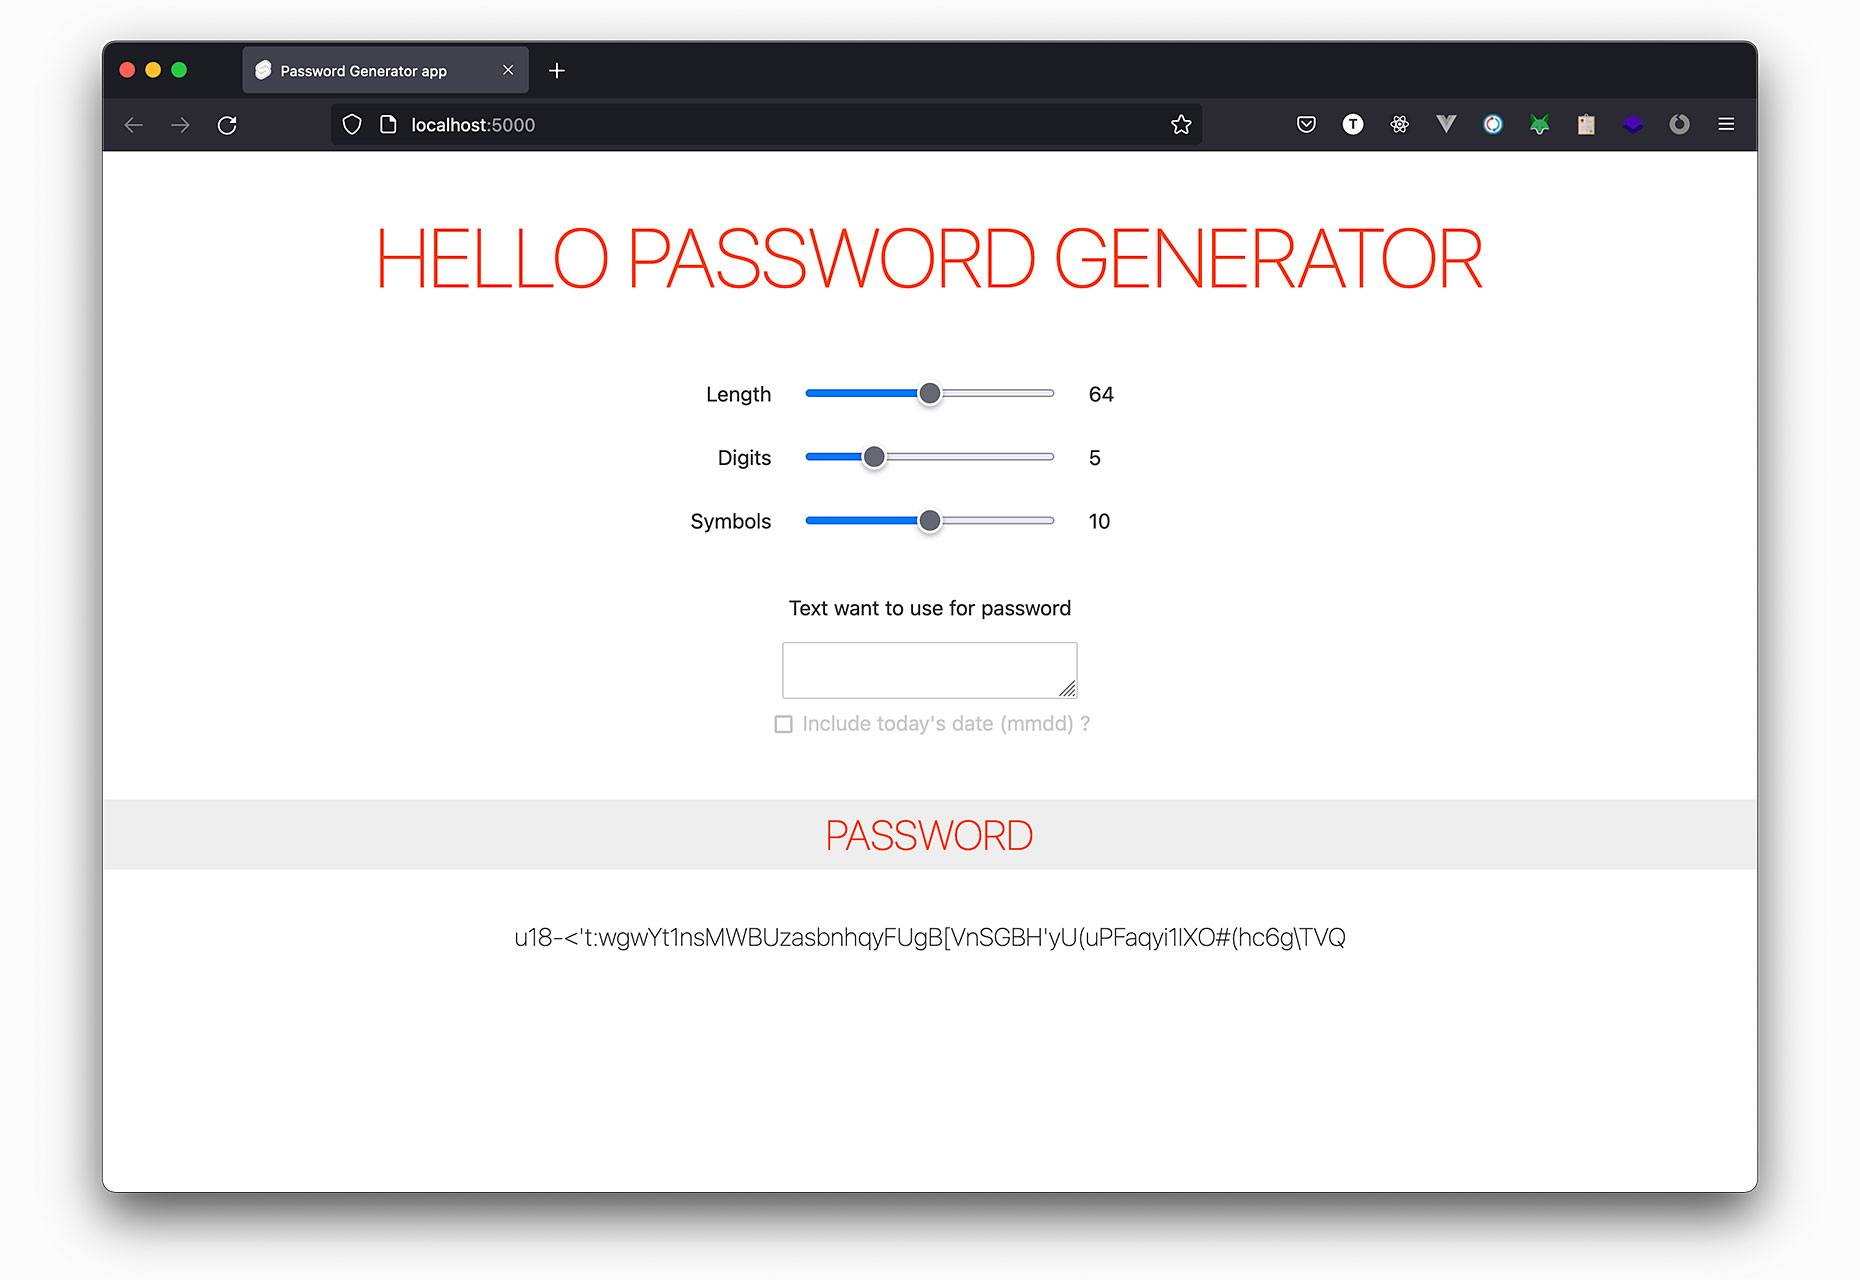 Password Generator app
localhost:5000
T
HELLO PASSWORD GENERATOR
Length 64
Digits 5
Symbols 10
Text want to use for password
Include today's date (mmdd) ?
PASSWORD
u18-<'t:wgwYt1nsMWBUzasbnhqyFUgB[VnSGBH'yU(uPFaqyi1IXO#(hc6g\TVQ